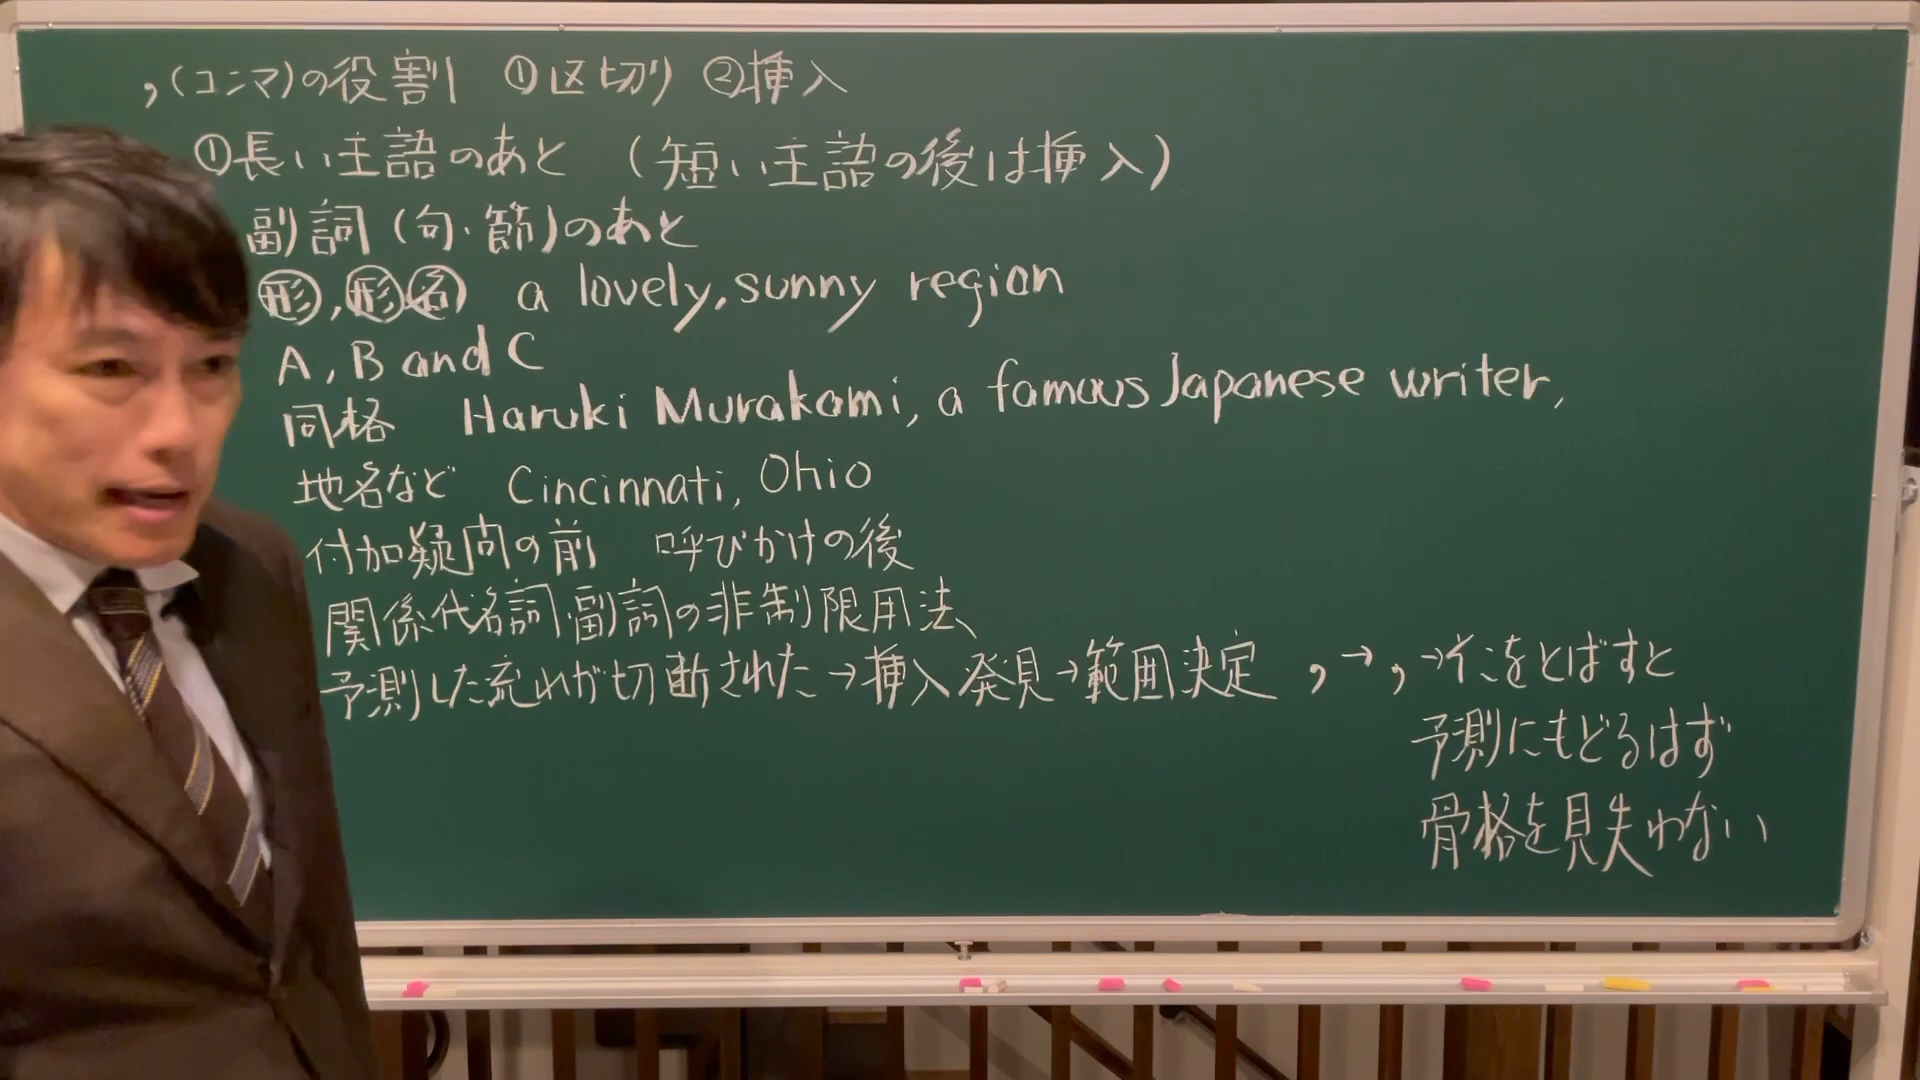 ,(コンマ)の役割 ①区切り ②挿入
①長い主語のあと (短い主語の後は挿入)
副詞(句・節)のあと
形,形名 a lovely, sunny region
A, B and C
同格 Haruki Murakami, a famous Japanese writer,
地名など Cincinnati, Ohio
付加疑問の前 呼びかけの後
関係代名詞・副詞の非制限用法、
予測した流れが切断された→挿入発見→範囲決定 , → , →イこをとばすと
予測にもどるはず
骨格を見失わない